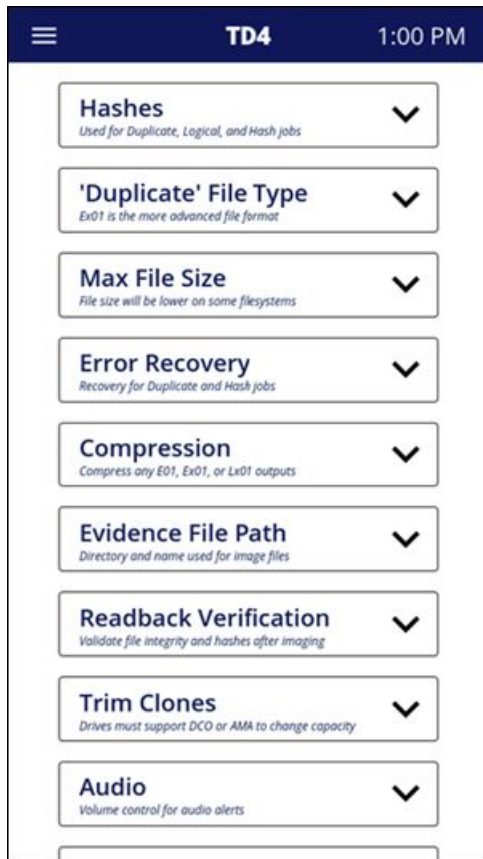 TD4 1:00 PM
Hashes
Used for Duplicate, Logical, and Hash jobs
'Duplicate' File Type
Ex01 is the more advanced file format
Max File Size
File size will be lower on some filesystems
Error Recovery
Recovery for Duplicate and Hash jobs
Compression
Compress any E01, Ex01, or Lx01 outputs
Evidence File Path
Directory and name used for image files
Readback Verification
Validate file integrity and hashes after imaging
Trim Clones
Drives must support DCO or AMA to change capacity
Audio
Volume control for audio alerts